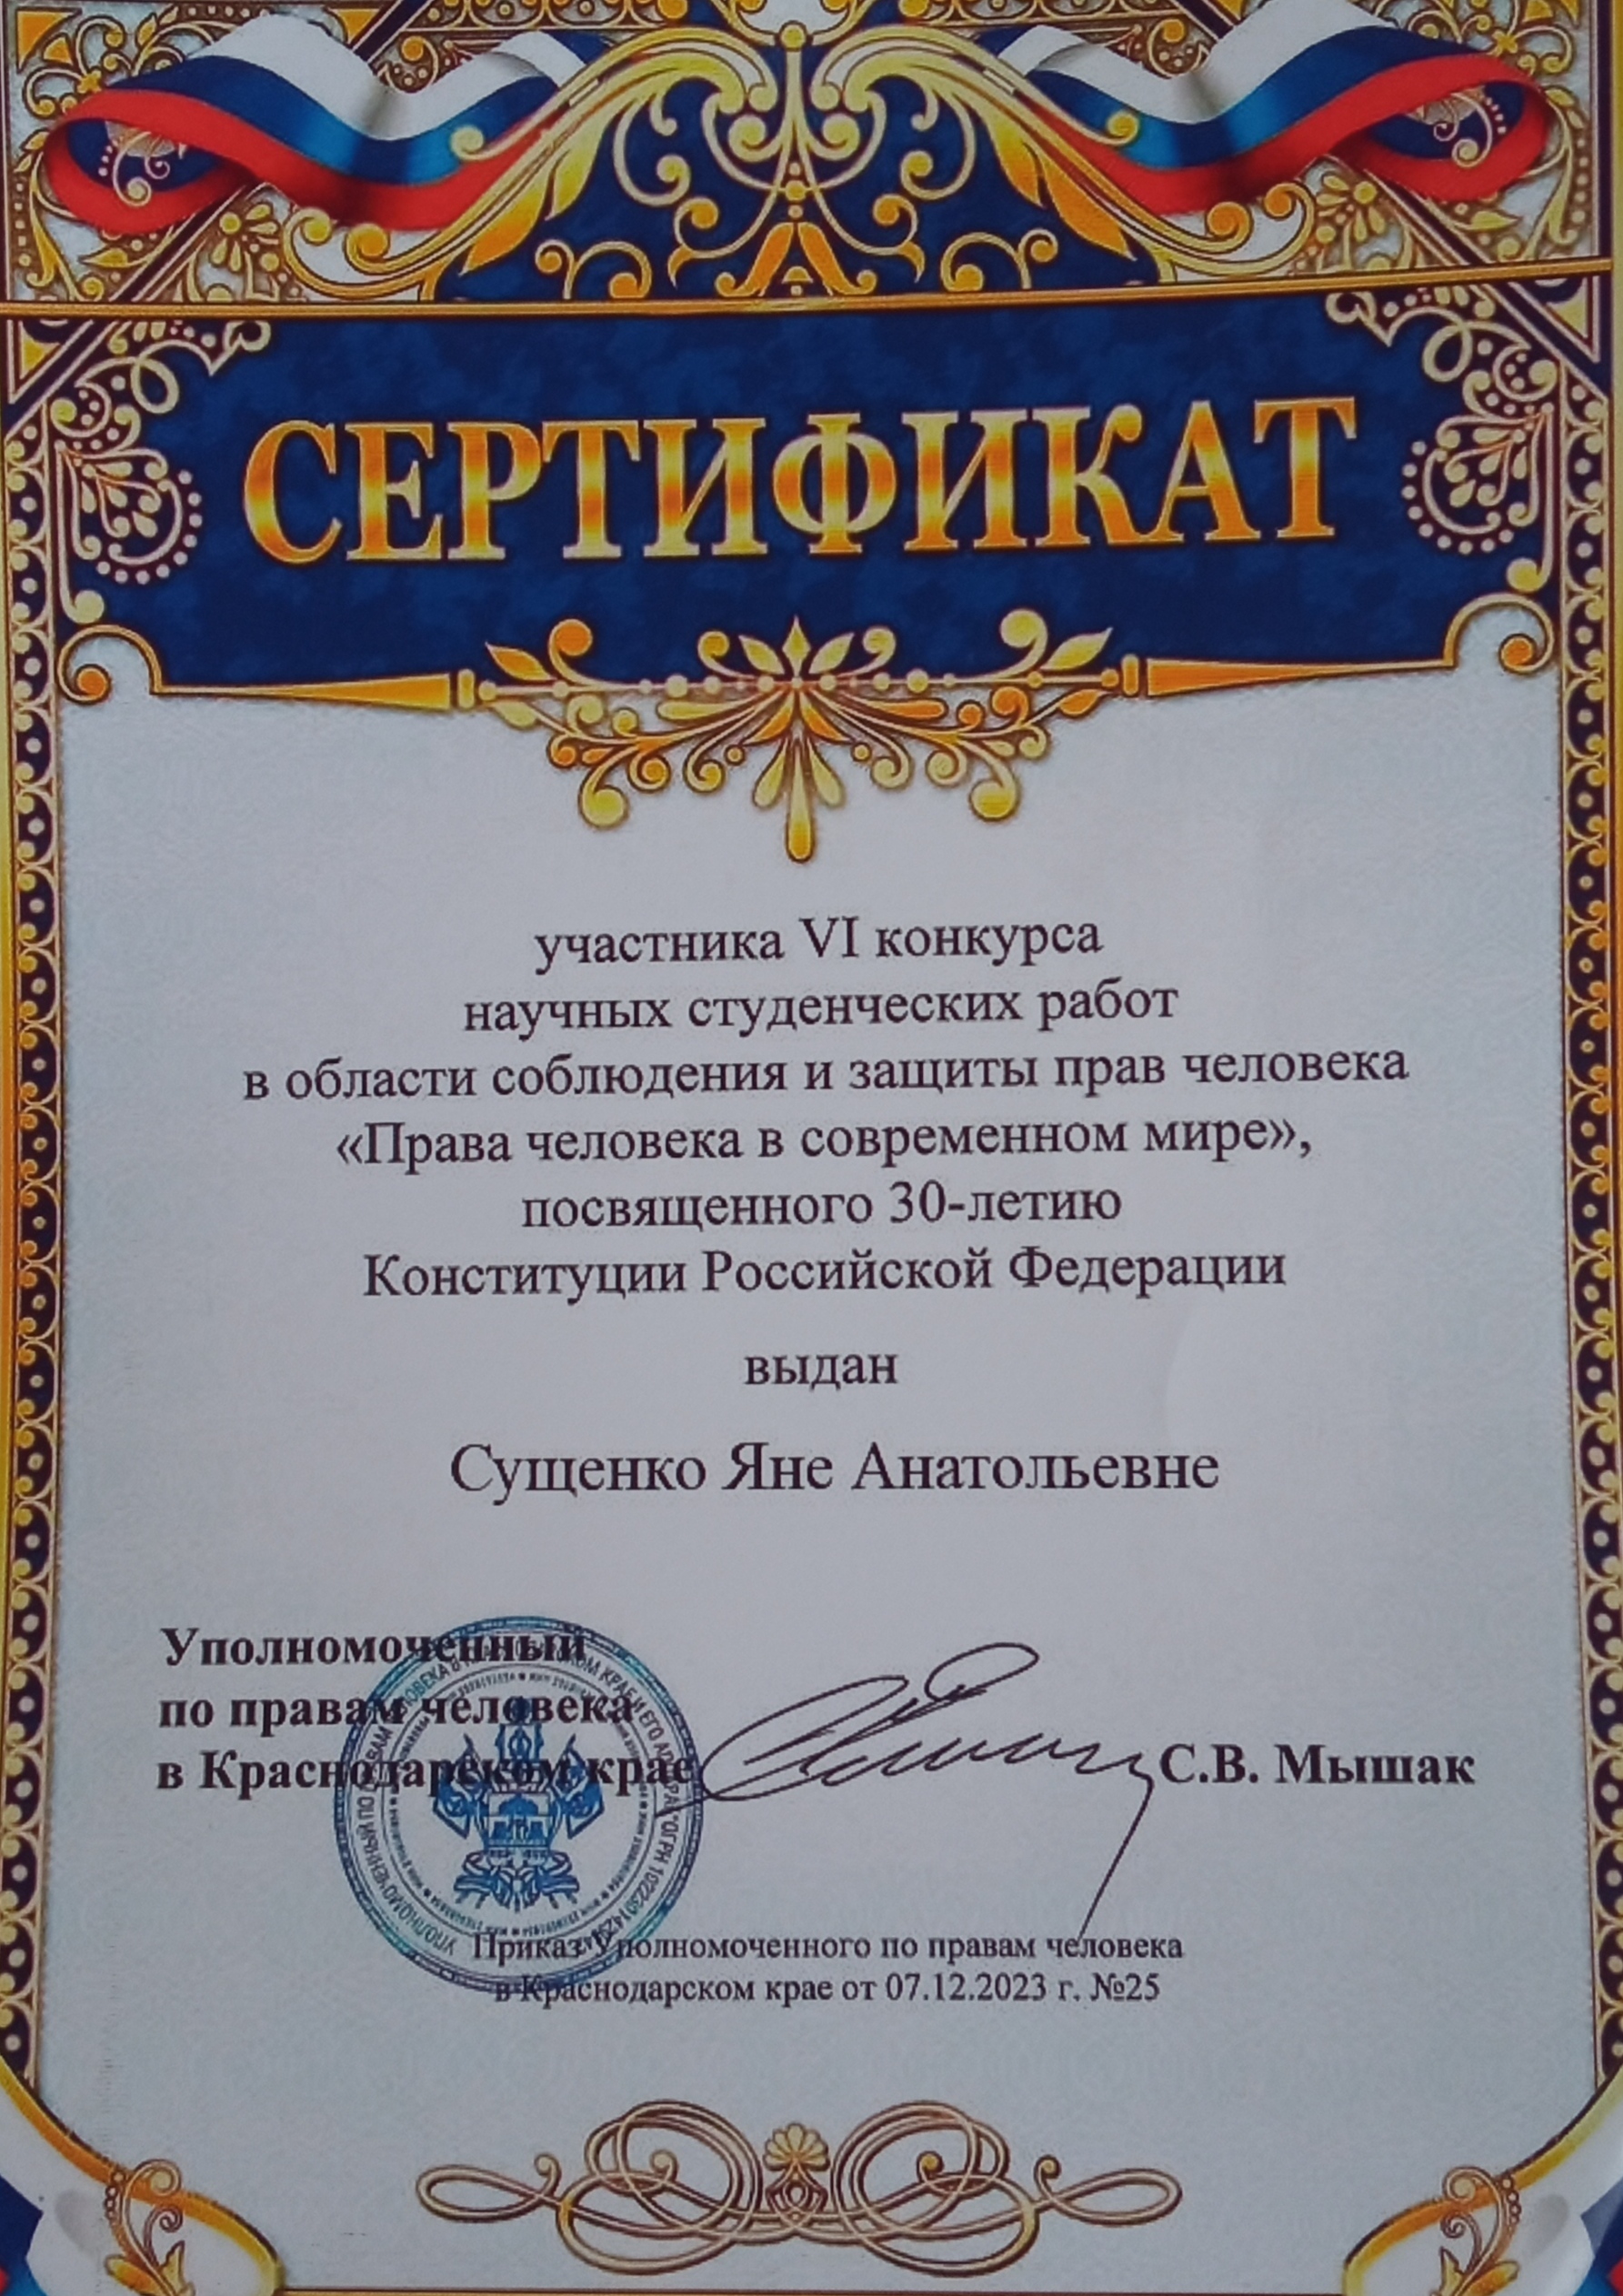 СЕРТИФИКАТ
участника VI конкурса
научных студенческих работ
в области соблюдения и защиты прав человека
«Права человека в современном мире»,
посвященного 30-летию
Конституции Российской Федерации
выдан
Сущенко Яне Анатольевне
Уполномоченный
по правам человека
в Краснодарском крае
С.В. Мышак
Приказ Уполномоченного по правам человека
в Краснодарском крае от 07.12.2023 г. №25